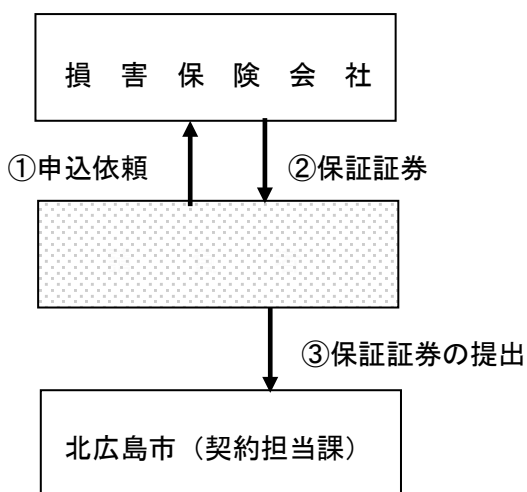 損害保険会社
①申込依頼
②保証証券
③保証証券の提出
北広島市（契約担当課）